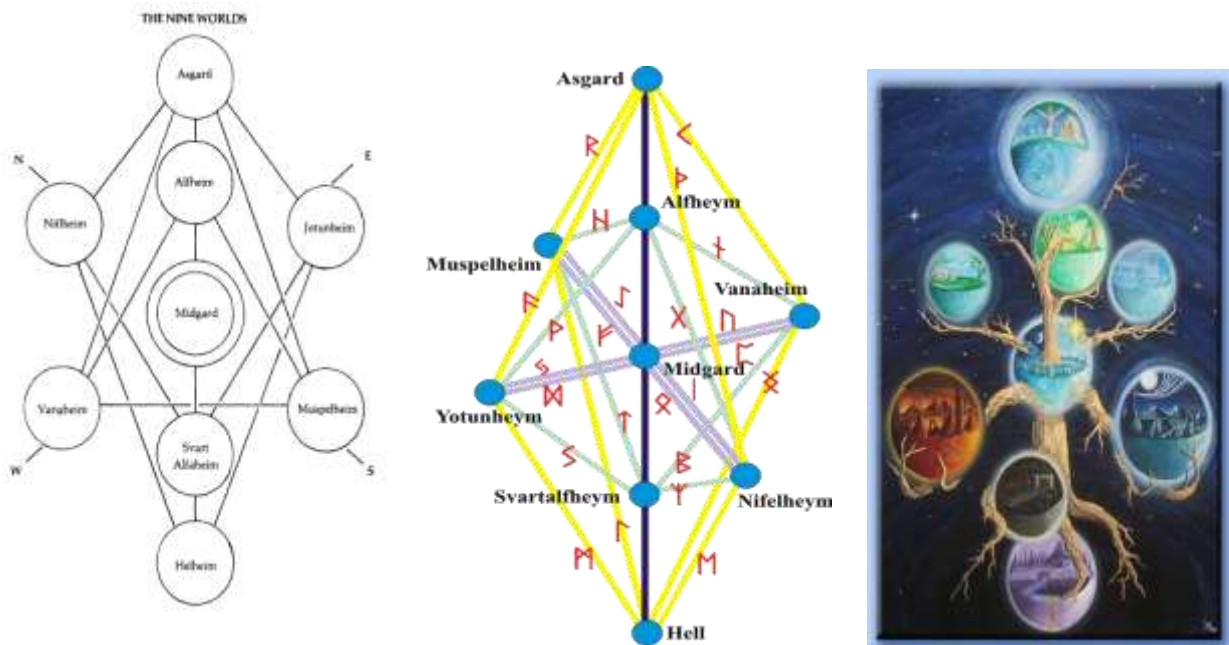 THE NINE WORLDS
Asgard
N
E
Alfheim
Niflheim
Jotunheim
Midgard
Vanaheim
Muspelheim
Svart
Alfaheim
W
S
Helheim
Asgard
ᚱ
ᚲ
ᚦ
Alfheym
ᚺ
ᚾ
Muspelheim
Vanaheim
ᚨ
ᚹ
ᚠ
ᛇ
ᚷ
ᚢ
ᛈ
ᛃ
ᛞ
Midgard
ᛁ
ᛝ
Yotunheym
ᛏ
ᛟ
ᛊ
ᛒ
Svartalfheym
ᛉ
Nifelheym
ᛗ
ᛚ
ᛖ
Hell